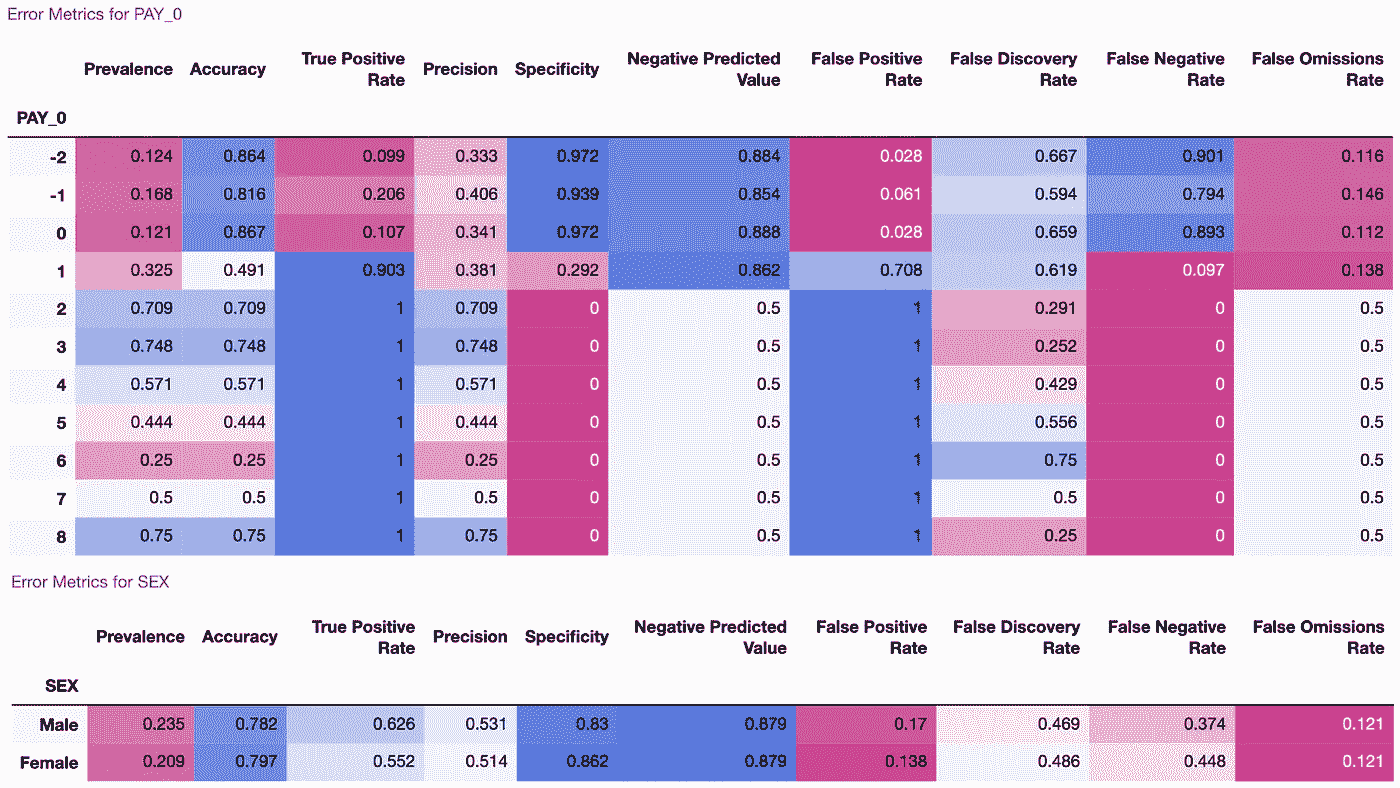 Error Metrics for PAY_0
Prevalence Accuracy True Positive Rate Precision Specificity Negative Predicted Value False Positive Rate False Discovery Rate False Negative Rate False Omissions Rate
PAY_0
-2 0.124 0.864 0.099 0.333 0.972 0.884 0.028 0.667 0.901 0.116
-1 0.168 0.816 0.206 0.406 0.939 0.854 0.061 0.594 0.794 0.146
0 0.121 0.867 0.107 0.341 0.972 0.888 0.028 0.659 0.893 0.112
1 0.325 0.491 0.903 0.381 0.292 0.862 0.708 0.619 0.097 0.138
2 0.709 0.709 1 0.709 0 0.5 1 0.291 0 0.5
3 0.748 0.748 1 0.748 0 0.5 1 0.252 0 0.5
4 0.571 0.571 1 0.571 0 0.5 1 0.429 0 0.5
5 0.444 0.444 1 0.444 0 0.5 1 0.556 0 0.5
6 0.25 0.25 1 0.25 0 0.5 1 0.75 0 0.5
7 0.5 0.5 1 0.5 0 0.5 1 0.5 0 0.5
8 0.75 0.75 1 0.75 0 0.5 1 0.25 0 0.5
Error Metrics for SEX
Prevalence Accuracy True Positive Rate Precision Specificity Negative Predicted Value False Positive Rate False Discovery Rate False Negative Rate False Omissions Rate
SEX
Male 0.235 0.782 0.626 0.531 0.83 0.879 0.17 0.469 0.374 0.121
Female 0.209 0.797 0.552 0.514 0.862 0.879 0.138 0.486 0.448 0.121